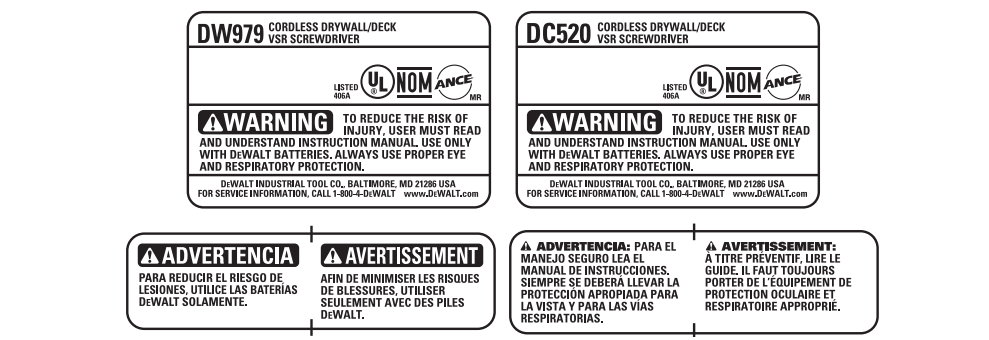 DW979 CORDLESS DRYWALL/DECK
VSR SCREWDRIVER
LISTED
406A
UL
®
NOM
ANCE
MR
WARNING TO REDUCE THE RISK OF
INJURY, USER MUST READ
AND UNDERSTAND INSTRUCTION MANUAL. USE ONLY
WITH DEWALT BATTERIES. ALWAYS USE PROPER EYE
AND RESPIRATORY PROTECTION.
DEWALT INDUSTRIAL TOOL CO., BALTIMORE, MD 21286 USA
FOR SERVICE INFORMATION, CALL 1-800-4-DEWALT www.DEWALT.com
DC520 CORDLESS DRYWALL/DECK
VSR SCREWDRIVER
LISTED
406A
UL
®
NOM
ANCE
MR
WARNING TO REDUCE THE RISK OF
INJURY, USER MUST READ
AND UNDERSTAND INSTRUCTION MANUAL. USE ONLY
WITH DEWALT BATTERIES. ALWAYS USE PROPER EYE
AND RESPIRATORY PROTECTION.
DEWALT INDUSTRIAL TOOL CO., BALTIMORE, MD 21286 USA
FOR SERVICE INFORMATION, CALL 1-800-4-DEWALT www.DEWALT.com
ADVERTENCIA
PARA REDUCIR EL RIESGO DE
LESIONES, UTILICE LAS BATERÍAS
DEWALT SOLAMENTE.
AVERTISSEMENT
AFIN DE MINIMISER LES RISQUES
DE BLESSURES, UTILISER
SEULEMENT AVEC DES PILES
DEWALT.
ADVERTENCIA: PARA EL
MANEJO SEGURO LEA EL
MANUAL DE INSTRUCCIONES.
SIEMPRE SE DEBERÁ LLEVAR LA
PROTECCIÓN APROPIADA PARA
LA VISTA Y PARA LAS VÍAS
RESPIRATORIAS.
AVERTISSEMENT:
À TITRE PRÉVENTIF, LIRE LE
GUIDE. IL FAUT TOUJOURS
PORTER DE L'ÉQUIPEMENT DE
PROTECTION OCULAIRE ET
RESPIRATOIRE APPROPRIÉ.